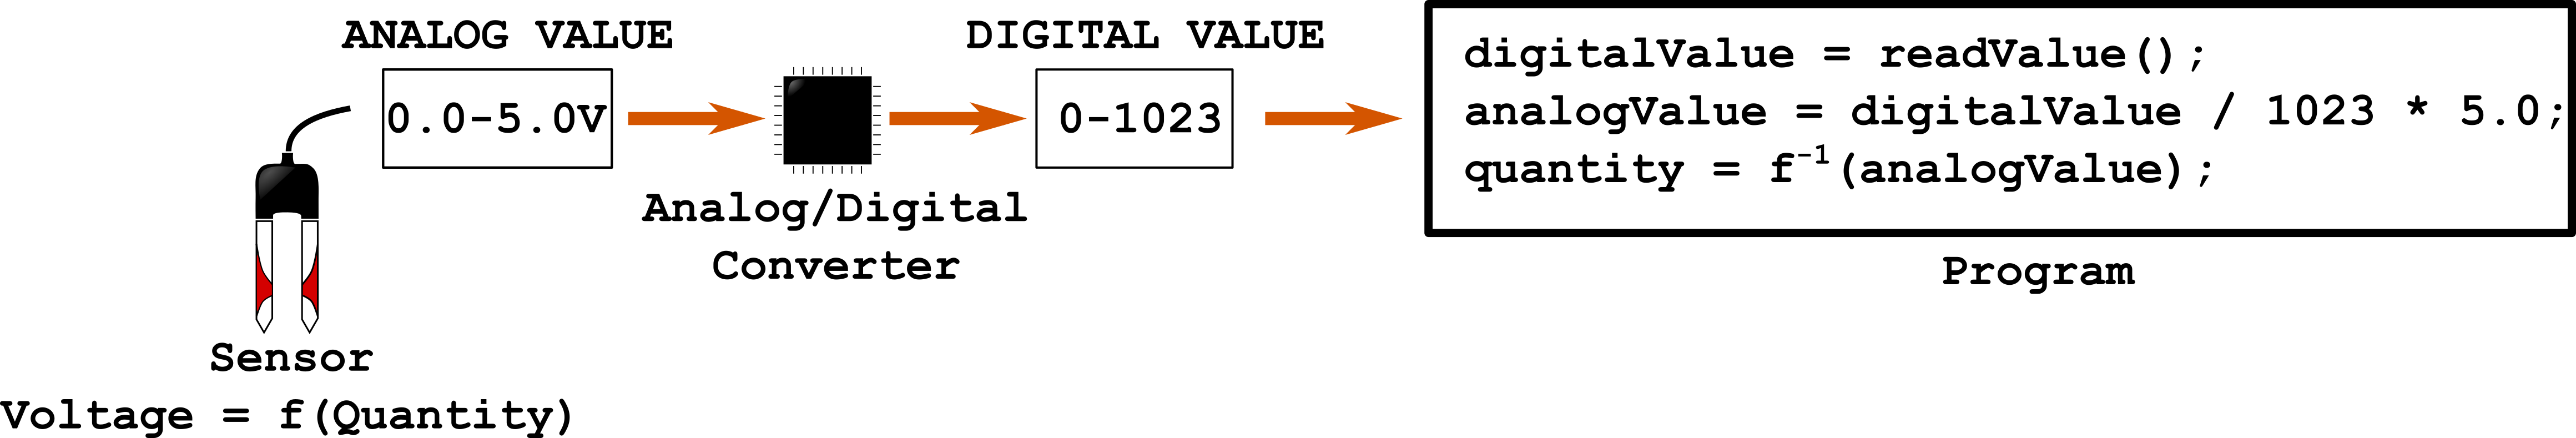 ANALOG VALUE
0.0-5.0V
Analog/Digital
Converter
DIGITAL VALUE
0-1023
digitalValue = readValue();
analogValue = digitalValue / 1023 * 5.0;
quantity = f⁻¹(analogValue);
Program
Sensor
Voltage = f(Quantity)